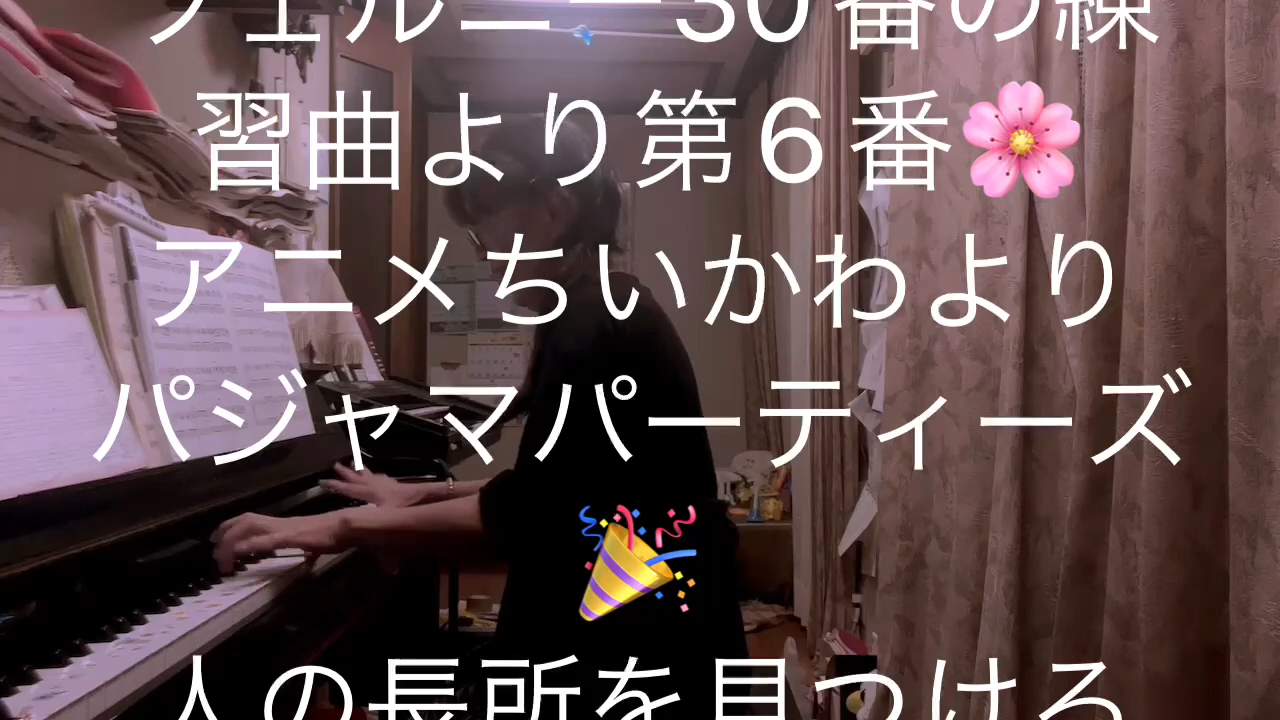 ツェルニー30番の練
習曲より第6番🌸
アニメちいかわより
パジャマパーティーズ
🎉
人の長所を見つける